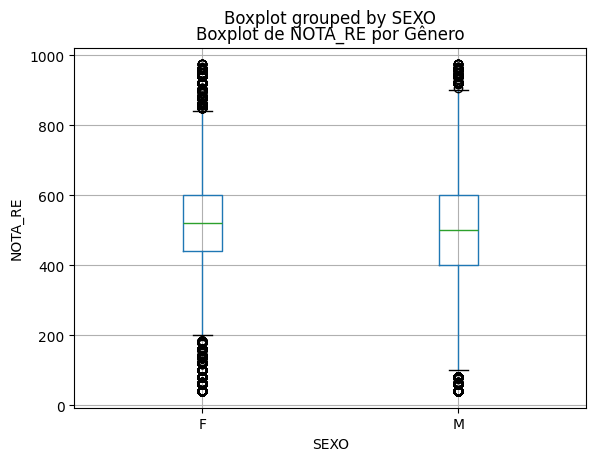 Boxplot grouped by SEXO
Boxplot de NOTA_RE por Gênero
1000
800
600
400
200
0
NOTA_RE
F
M
SEXO